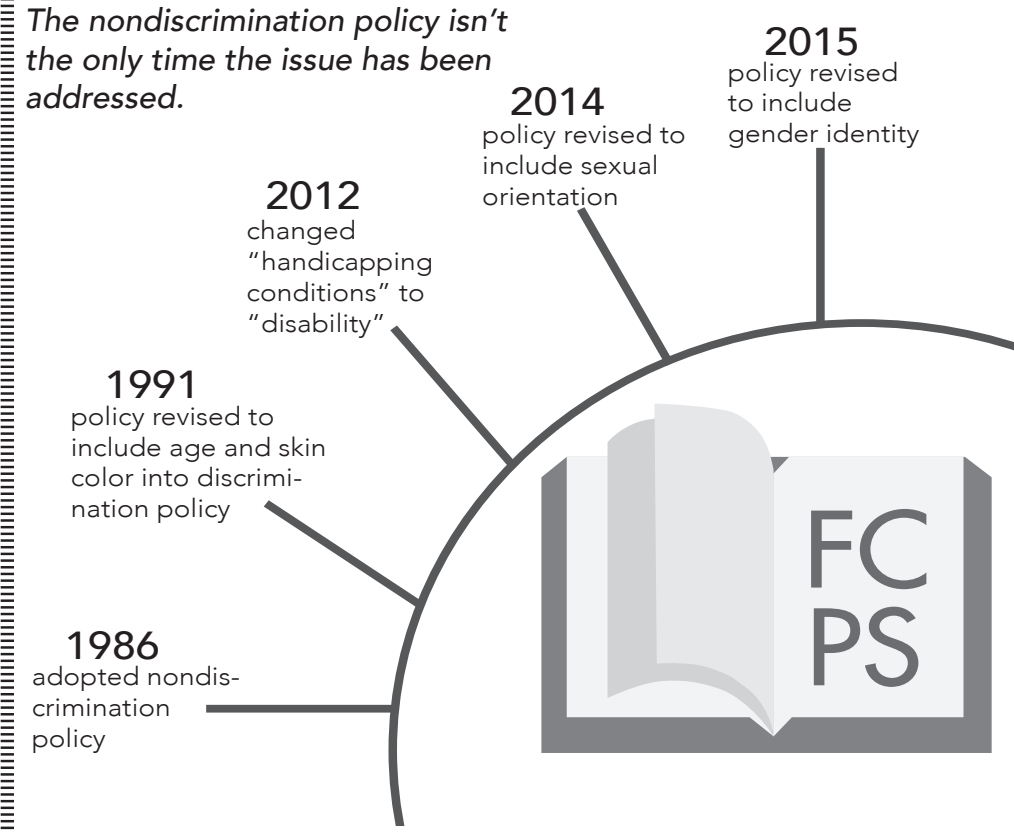 The nondiscrimination policy isn't
the only time the issue has been
addressed.
1986
adopted nondis-
crimination
policy
1991
policy revised to
include age and skin
color into discrimi-
nation policy
2012
changed
“handicapping
conditions” to
“disability”
2014
policy revised to
include sexual
orientation
2015
policy revised
to include
gender identity
FC
PS